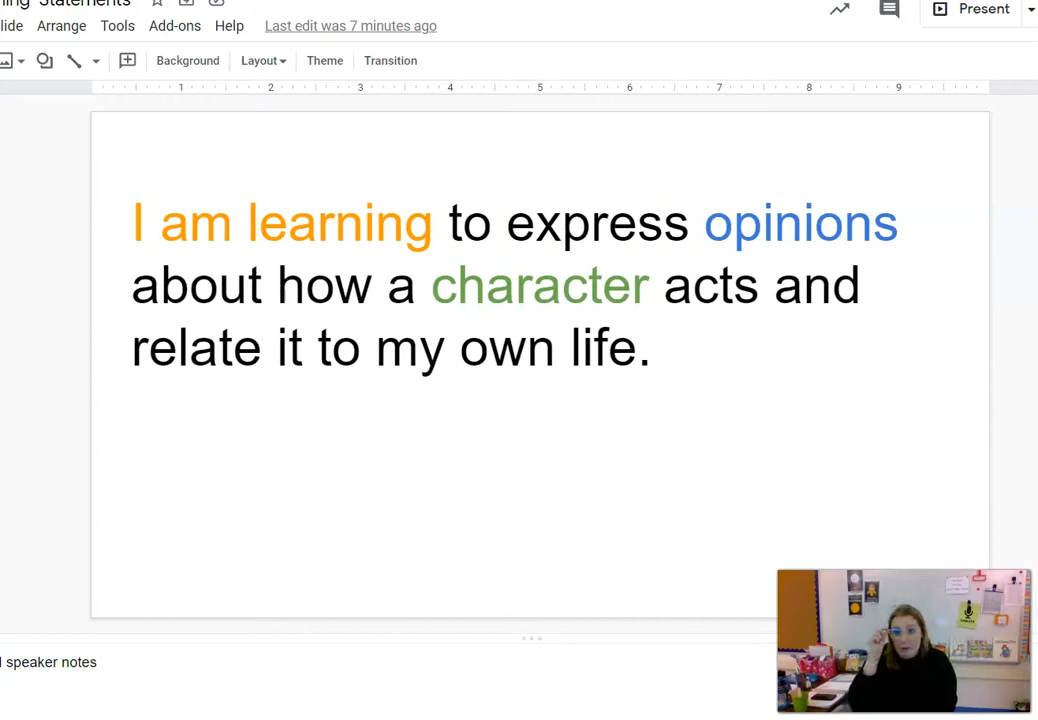 Statements
Arrange Tools Add-ons Help Last edit was 7 minutes ago
Present
Background Layout Theme Transition
1 2 3 4 5 6 7 8 9
I am learning to express opinions
about how a character acts and
relate it to my own life.
speaker notes